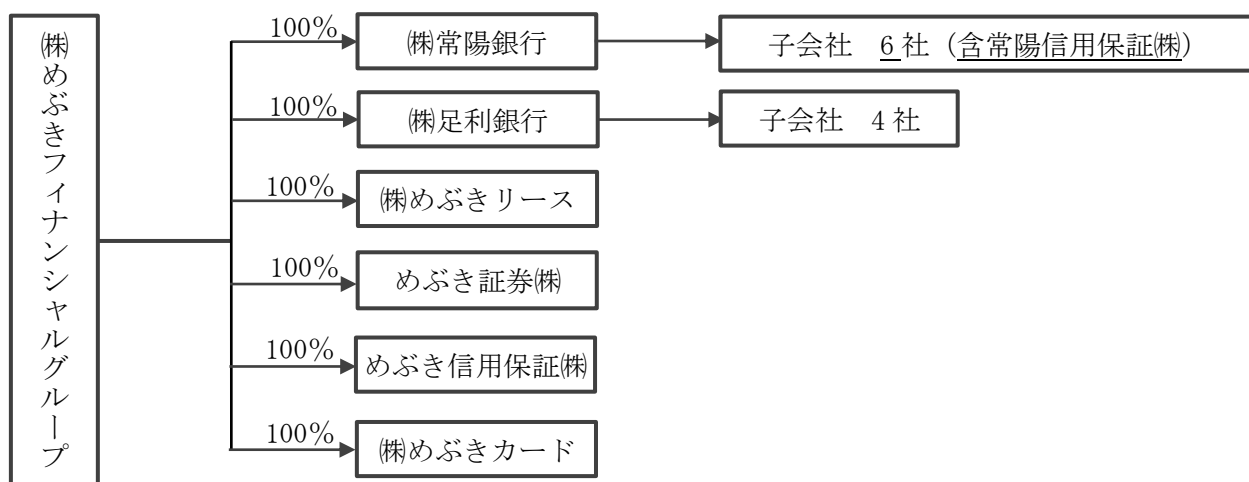 ㈱めぶきフィナンシャルグループ
100% ㈱常陽銀行 子会社 6社（含常陽信用保証㈱）
100% ㈱足利銀行 子会社 4社
100% ㈱めぶきリース
100% めぶき証券㈱
100% めぶき信用保証㈱
100% ㈱めぶきカード